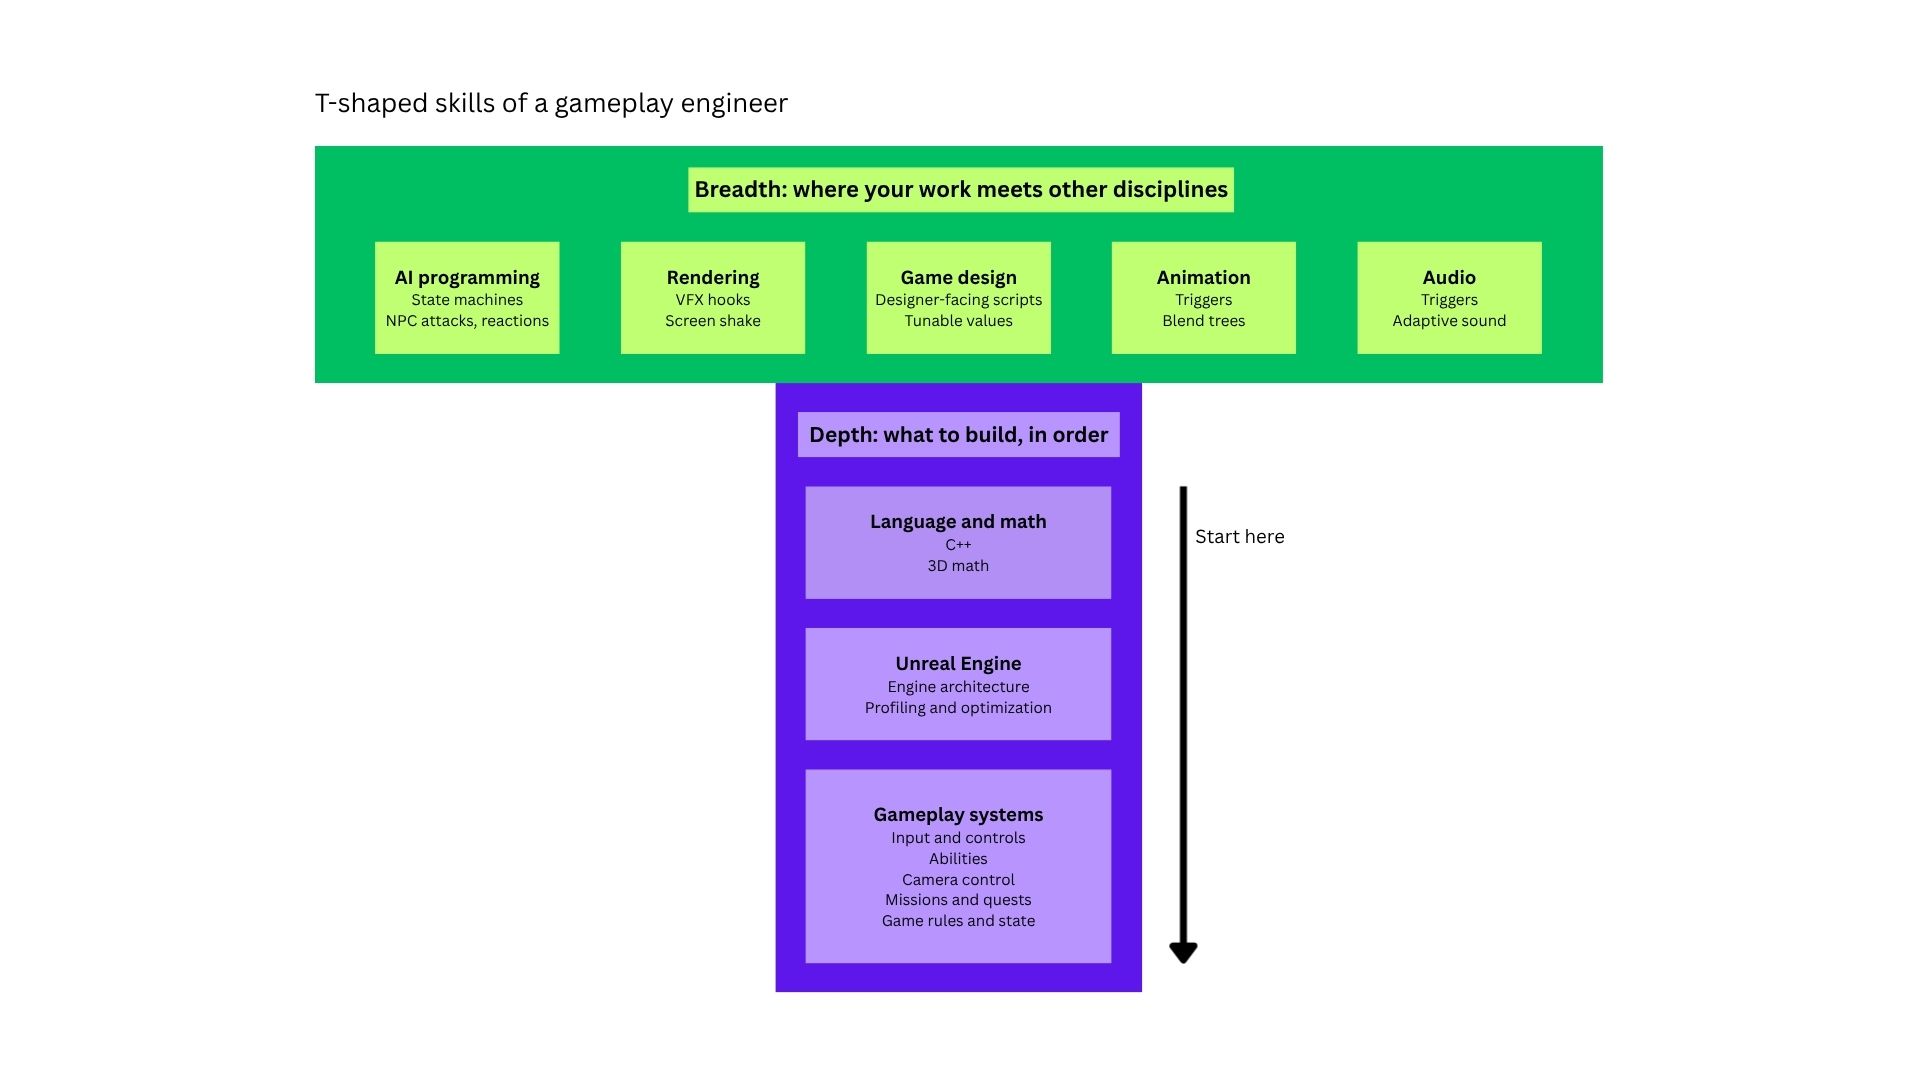 T-shaped skills of a gameplay engineer
Breadth: where your work meets other disciplines
AI programming
State machines
NPC attacks, reactions
Rendering
VFX hooks
Screen shake
Game design
Designer-facing scripts
Tunable values
Animation
Triggers
Blend trees
Audio
Triggers
Adaptive sound
Depth: what to build, in order
Language and math
C++
3D math
Start here
Unreal Engine
Engine architecture
Profiling and optimization
Gameplay systems
Input and controls
Abilities
Camera control
Missions and quests
Game rules and state